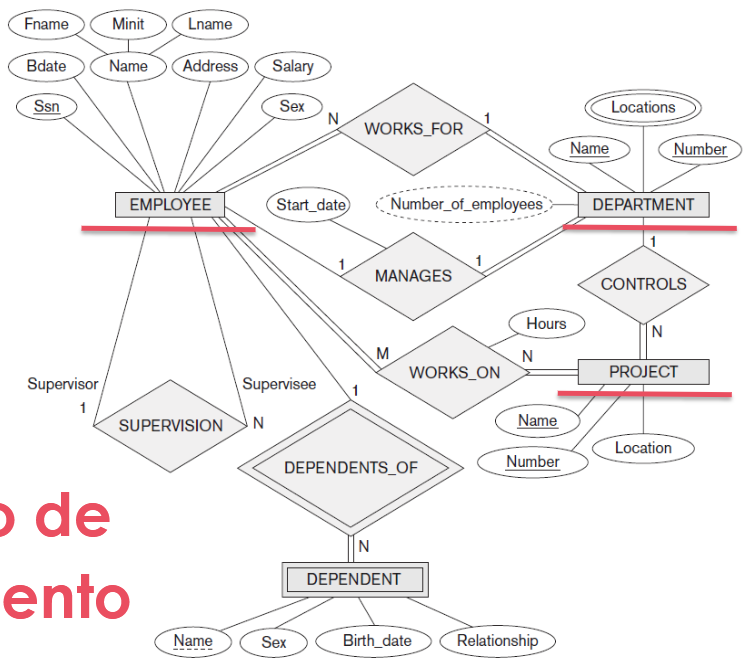 Fname Minit Lname
Bdate Name Address Salary
Ssn Sex
N WORKS_FOR 1
Locations
Name Number
EMPLOYEE Start_date Number_of_employees DEPARTMENT
1 MANAGES 1
1
CONTROLS
N
Hours
M WORKS_ON N PROJECT
Supervisor Supervisee
1 SUPERVISION N
1
Name
Number Location
DEPENDENTS_OF
o de
N
DEPENDENT
ento
Name Sex Birth_date Relationship